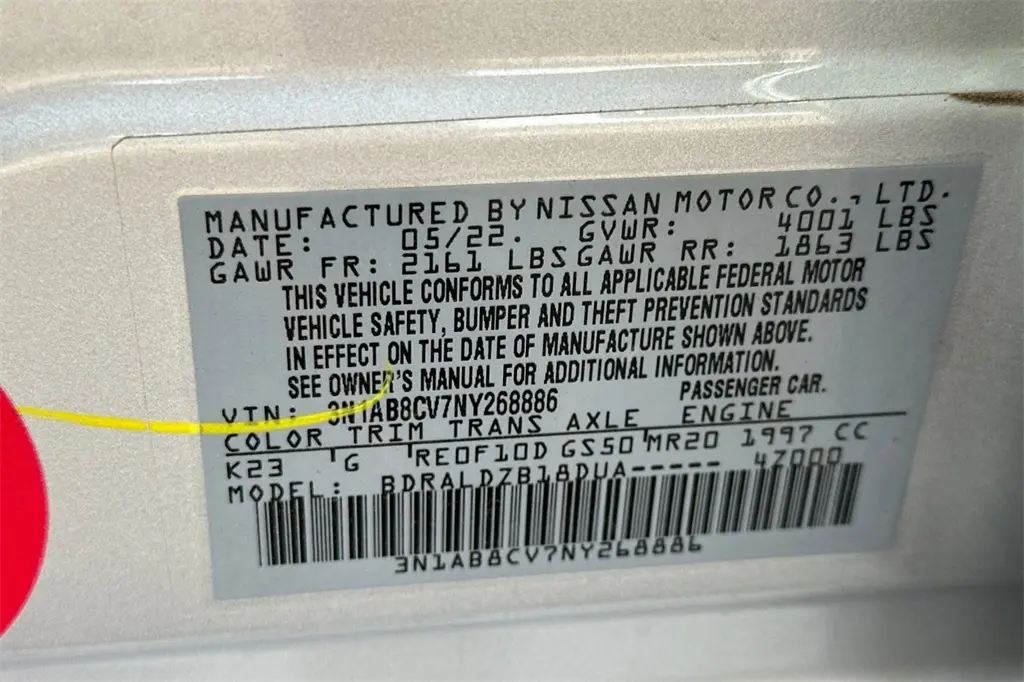 MANUFACTURED BY NISSAN MOTOR CO., LTD.
DATE: 05/22. GVWR: 4001 LBS
GAWR FR: 2161 LBS GAWR RR: 1863 LBS
THIS VEHICLE CONFORMS TO ALL APPLICABLE FEDERAL MOTOR
VEHICLE SAFETY, BUMPER AND THEFT PREVENTION STANDARDS
IN EFFECT ON THE DATE OF MANUFACTURE SHOWN ABOVE.
SEE OWNER'S MANUAL FOR ADDITIONAL INFORMATION.
VIN: 3N1AB8CV7NY268886 PASSENGER CAR.
COLOR TRIM TRANS AXLE ENGINE
K23 G RE0F10D GS50 MR20 1997 CC
MODEL: BDRALDZB18DUA----- 47000
3N1AB8CV7NY268886